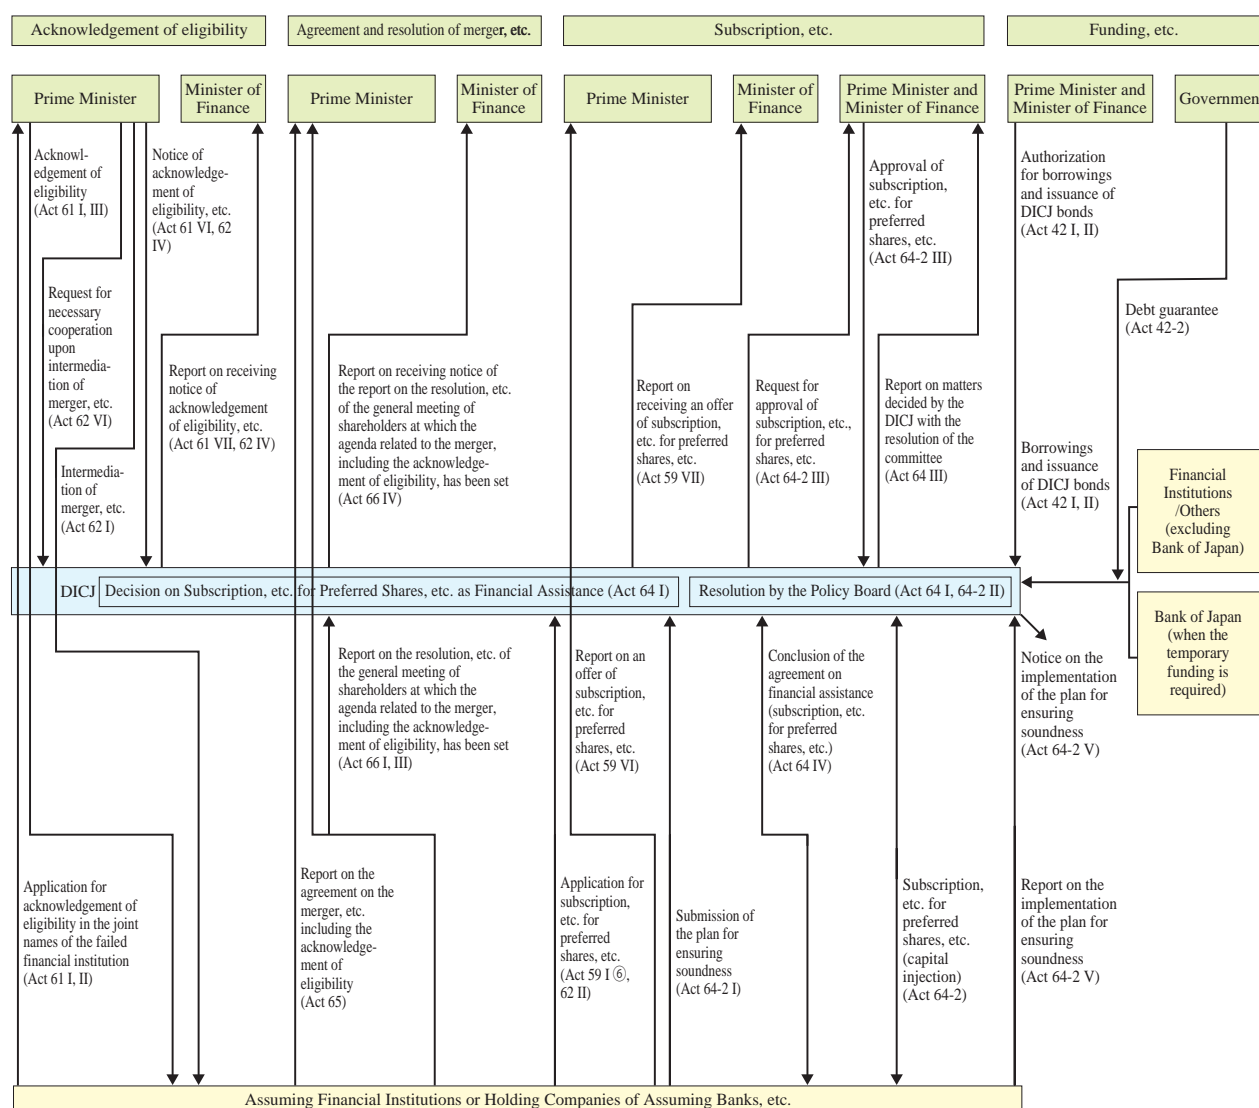 Acknowledgement of eligibility
Agreement and resolution of merger, etc.
Subscription, etc.
Funding, etc.
Prime Minister
Minister of
Finance
Prime Minister
Minister of
Finance
Prime Minister
Minister of
Finance
Prime Minister and
Minister of Finance
Prime Minister and
Minister of Finance
Government
Acknowl-
edgement of
eligibility
(Act 61 I, III)
Notice of
acknowledge-
ment of
eligibility, etc.
(Act 61 VI, 62
IV)
Approval of
subscription,
etc. for
preferred
shares, etc.
(Act 64-2 III)
Authorization
for borrowings
and issuance of
DICJ bonds
(Act 42 I, II)
Request for
necessary
cooperation
upon
intermedia-
tion of
merger, etc.
(Act 62 VI)
Debt guarantee
(Act 42-2)
Report on receiving
notice of
acknowledgement
of eligibility, etc.
(Act 61 VII, 62 IV)
Report on receiving notice of
the report on the resolution, etc.
of the general meeting of
shareholders at which the
agenda related to the merger,
including the acknowledge-
ment of eligibility, has been set
(Act 66 IV)
Report on
receiving an offer
of subscription,
etc. for preferred
shares, etc.
(Act 59 VII)
Request for
approval of
subscription, etc.,
for preferred
shares, etc.
(Act 64-2 III)
Report on matters
decided by the
DICJ with the
resolution of the
committee
(Act 64 III)
Intermedia-
tion of
merger, etc.
(Act 62 I)
Borrowings
and issuance
of DICJ bonds
(Act 42 I, II)
Financial
Institutions
/Others
(excluding
Bank of Japan)
DICJ
Decision on Subscription, etc. for Preferred Shares, etc. as Financial Assistance (Act 64 I)
Resolution by the Policy Board (Act 64 I, 64-2 II)
Bank of Japan
(when the
temporary
funding is
required)
Report on the resolution, etc. of
the general meeting of
shareholders at which the
agenda related to the merger,
including the acknowledge-
ment of eligibility, has been set
(Act 66 I, III)
Report on an
offer of
subscription,
etc. for
preferred
shares, etc.
(Act 59 VI)
Conclusion of the
agreement on
financial assistance
(subscription, etc.
for preferred
shares, etc.)
(Act 64 IV)
Notice on the
implementation
of the plan for
ensuring
soundness
(Act 64-2 V)
Application for
acknowledgement of
eligibility in the joint
names of the failed
financial institution
(Act 61 I, II)
Report on the
agreement on the
merger, etc.
including the
acknowledge-
ment of
eligibility
(Act 65)
Application for
subscription,
etc. for
preferred
shares, etc.
(Act 59 I ⑥,
62 II)
Submission of
the plan for
ensuring
soundness
(Act 64-2 I)
Subscription,
etc. for
preferred
shares, etc.
(capital
injection)
(Act 64-2)
Report on the
implementation
of the plan for
ensuring
soundness
(Act 64-2 V)
Assuming Financial Institutions or Holding Companies of Assuming Banks, etc.